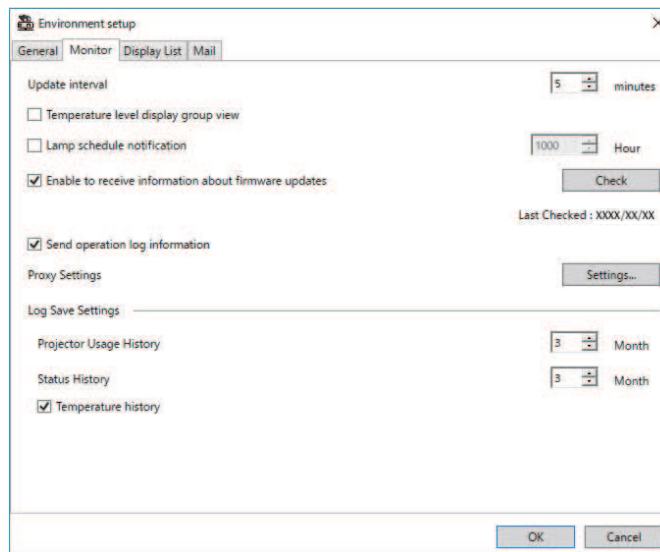 Environment setup
General Monitor Display List Mail
Update interval 5 minutes
Temperature level display group view
Lamp schedule notification 1000 Hour
Enable to receive information about firmware updates Check
Last Checked : XXXX/XX/XX
Send operation log information
Proxy Settings Settings...
Log Save Settings
Projector Usage History 3 Month
Status History 3 Month
Temperature history
OK Cancel